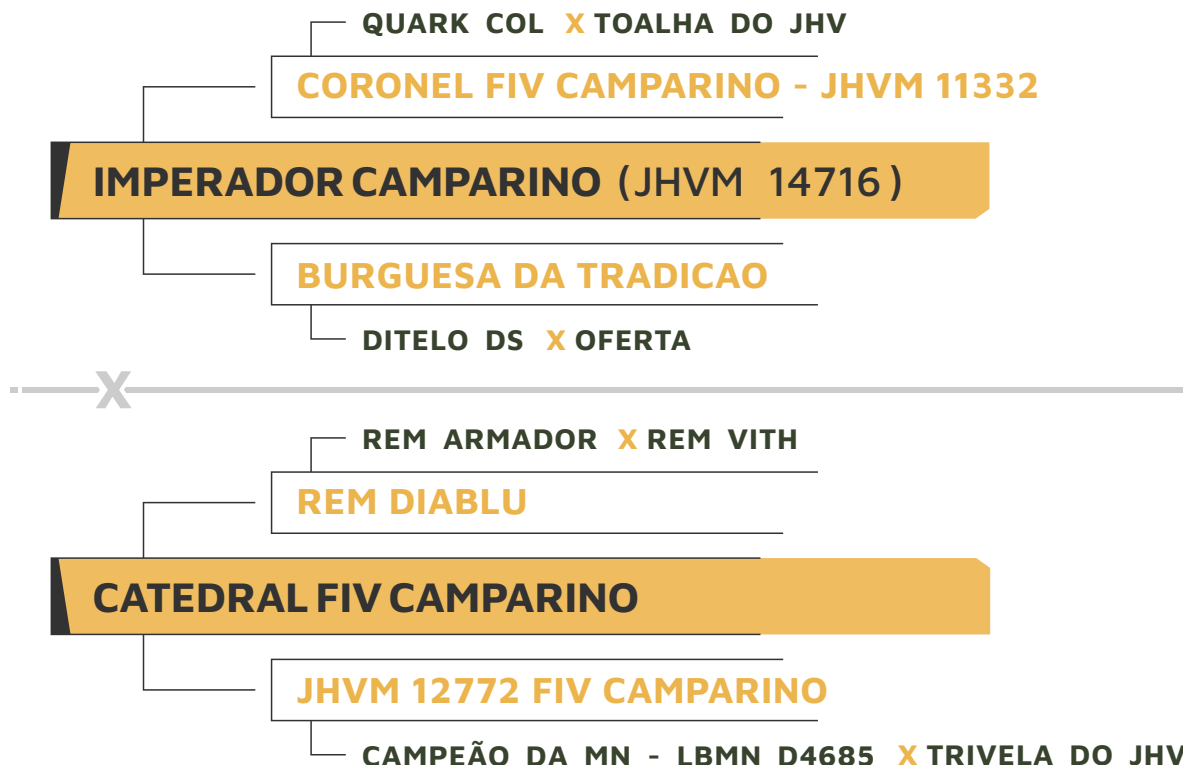 QUARK COL X TOALHA DO JHV
CORONEL FIV CAMPARINO - JHVM 11332
IMPERADOR CAMPARINO (JHVM 14716)
BURGUESA DA TRADICAO
DITELO DS X OFERTA
X
REM ARMADOR X REM VITH
REM DIABLU
CATEDRAL FIV CAMPARINO
JHVM 12772 FIV CAMPARINO
CAMPEÃO DA MN - LBMN D4685 X TRIVELA DO JHV